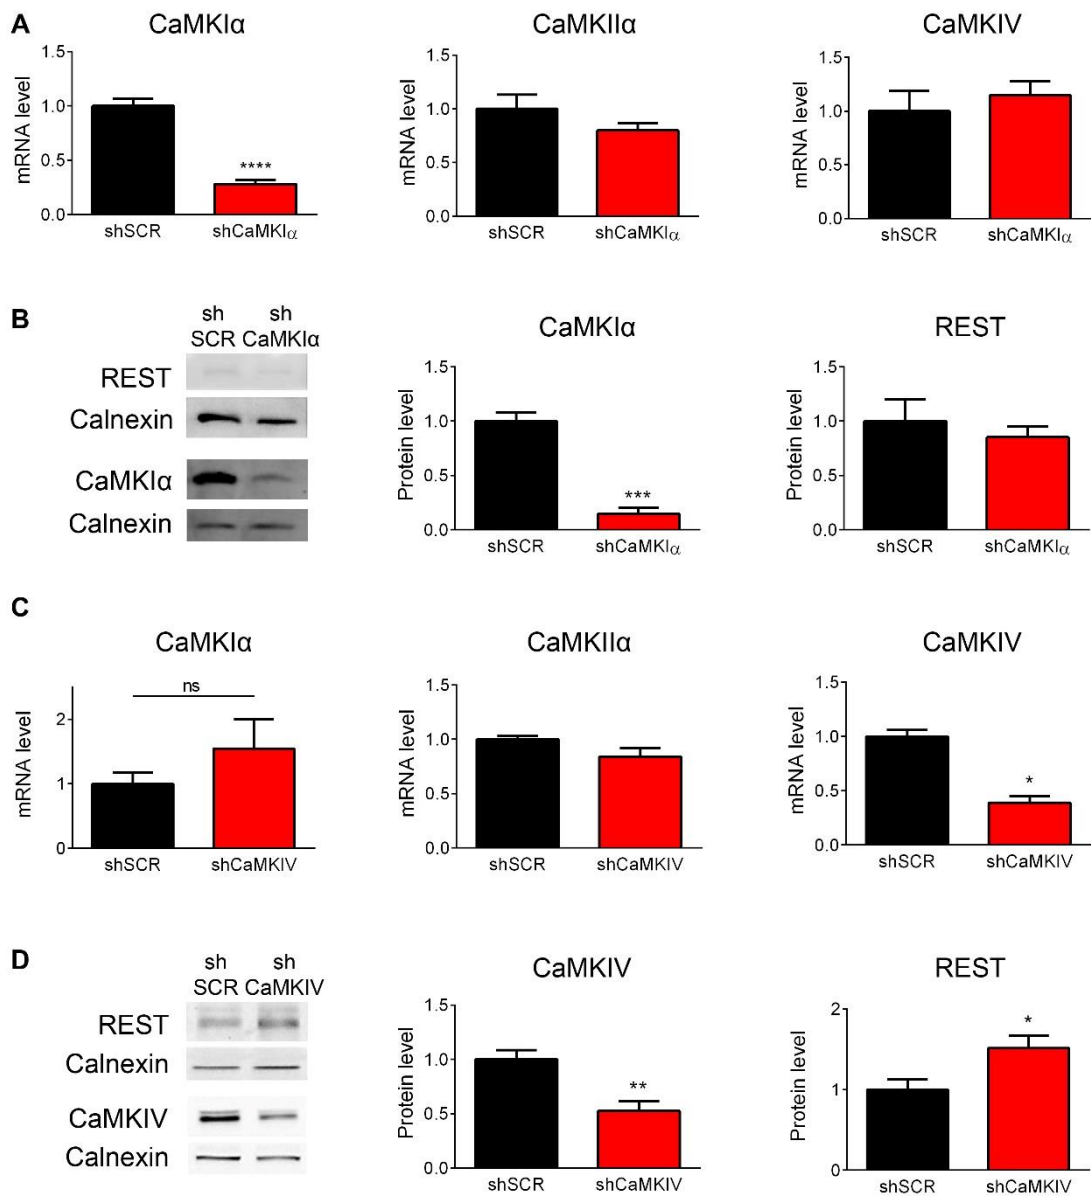 A
CaMKIα CaMKIIα CaMKIV
mRNA level 1.5 1.0 0.5 0.0 **** shSCR shCaMKIα
mRNA level 1.5 1.0 0.5 0.0 shSCR shCaMKIα
mRNA level 1.5 1.0 0.5 0.0 shSCR shCaMKIα
B
sh sh
SCR CaMKIα
REST
Calnexin
CaMKIα
Calnexin
CaMKIα
Protein level 1.5 1.0 0.5 0.0 *** shSCR shCaMKIα
REST
Protein level 1.5 1.0 0.5 0.0 shSCR shCaMKIα
C
CaMKIα
mRNA level 2 1 0 ns shSCR shCaMKIV
CaMKIIα
mRNA level 1.5 1.0 0.5 0.0 shSCR shCaMKIV
CaMKIV
mRNA level 1.5 1.0 0.5 0.0 * shSCR shCaMKIV
D
sh sh
SCR CaMKIV
REST
Calnexin
CaMKIV
Calnexin
CaMKIV
Protein level 1.5 1.0 0.5 0.0 ** shSCR shCaMKIV
REST
Protein level 2 1 0 * shSCR shCaMKIV